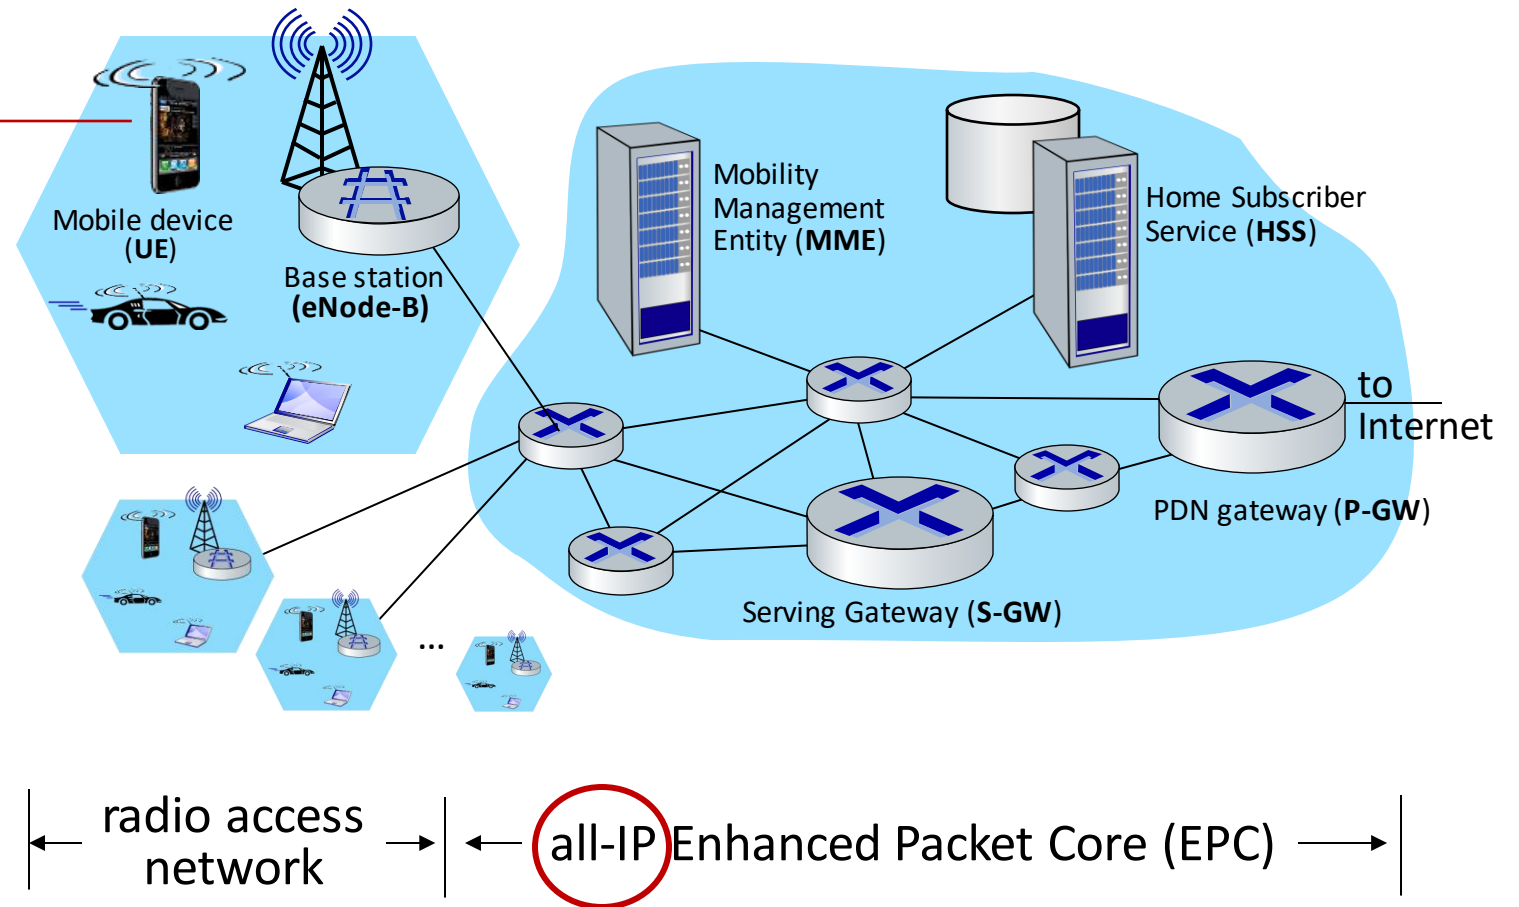 Mobile device
(UE)
Base station
(eNode-B)
Mobility
Management
Entity (MME)
Home Subscriber
Service (HSS)
to
Internet
PDN gateway (P-GW)
Serving Gateway (S-GW)
...
radio access
network
all-IP Enhanced Packet Core (EPC)